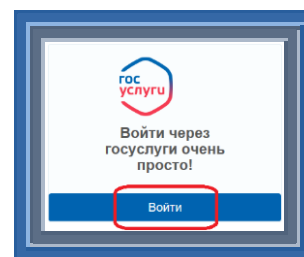 гос
услуги
Войти через
госуслуги очень
просто!
Войти